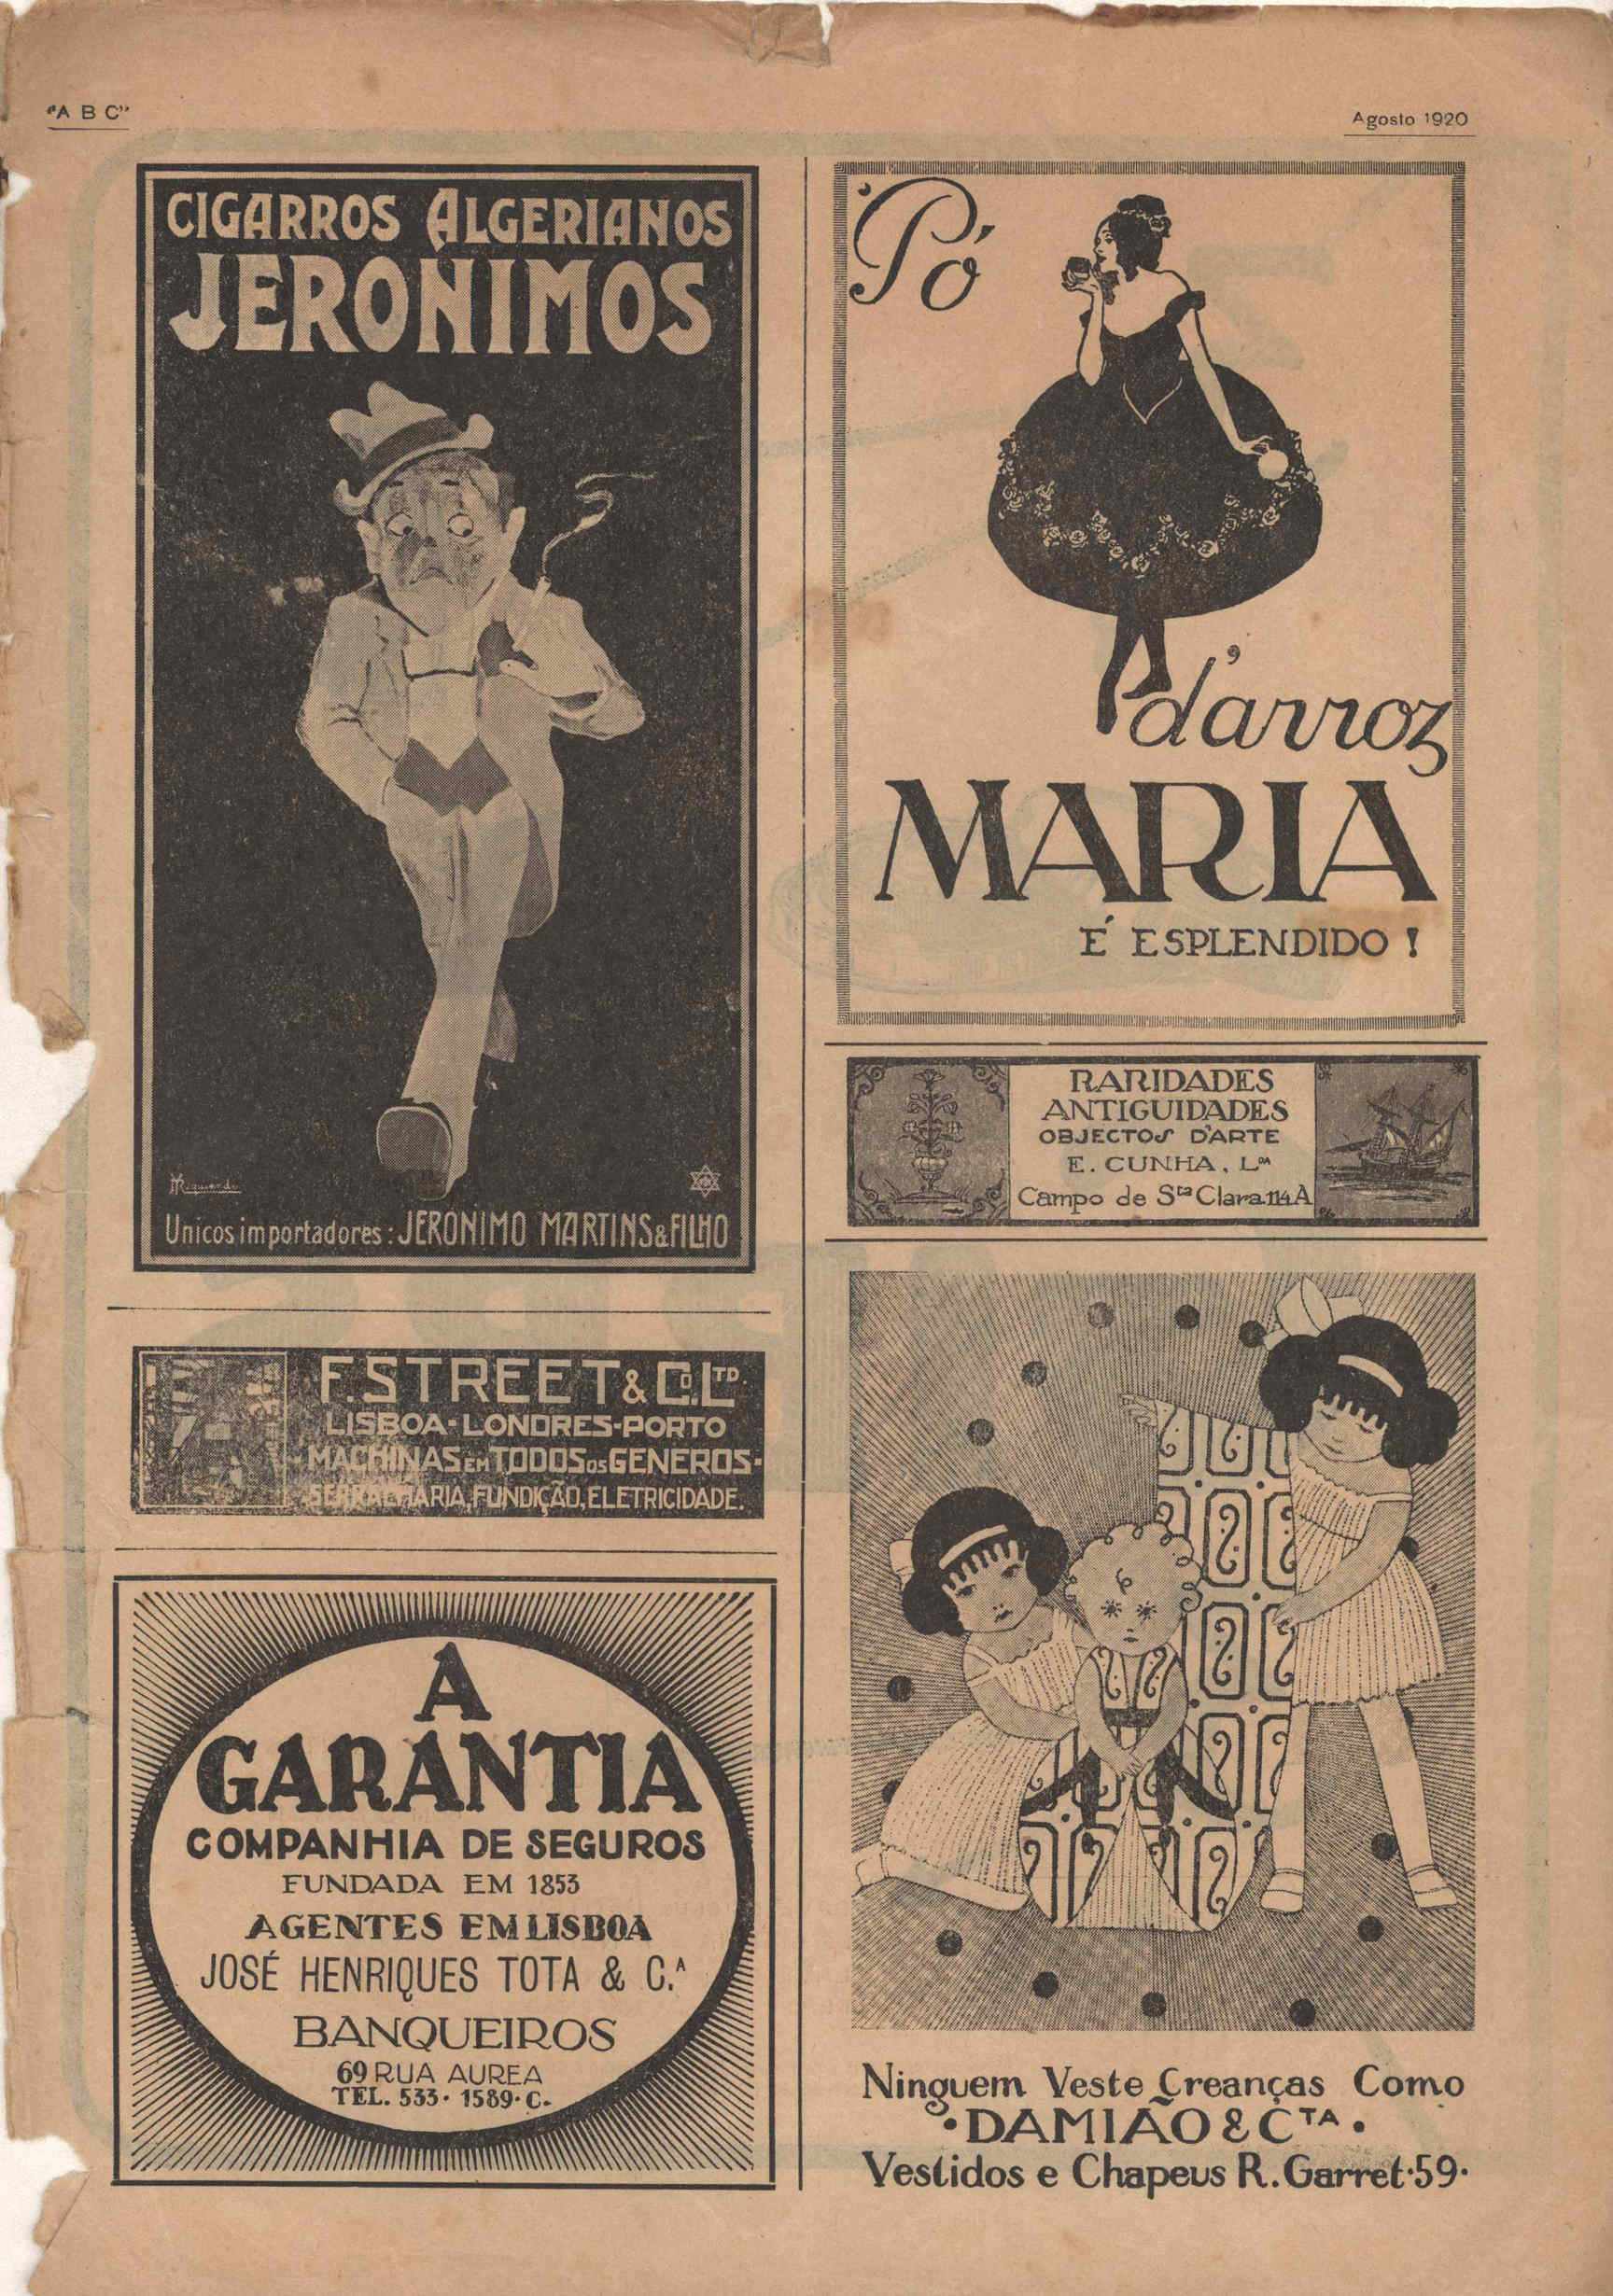 "A B C"
Agosto 1920
CIGARROS ALGERIANOS
JERONIMOS
Unicos importadores: JERONIMO MARTINS & FILHO
F. STREET & Cº. LTD.
LISBOA-LONDRES-PORTO
MACHINAS EM TODOS OS GENEROS-
SERRALHARIA, FUNDIÇÃO, ELETRICIDADE.
A
GARANTIA
COMPANHIA DE SEGUROS
FUNDADA EM 1853
AGENTES EM LISBOA
JOSÉ HENRIQUES TOTA & C.ᴬ
BANQUEIROS
69 RUA AUREA
TEL. 533· 1589· C.
Pó
d'arroz
MARIA
É ESPLENDIDO !
RARIDADES
ANTIGUIDADES
OBJECTOS D'ARTE
E. CUNHA, Lᴰᴬ
Campo de Sᵗᵃ Clara 114 A
Ninguem Veste Creanças Como
·DAMIÃO & Cᵀᴬ·
Vestidos e Chapeus R. Garret·59·